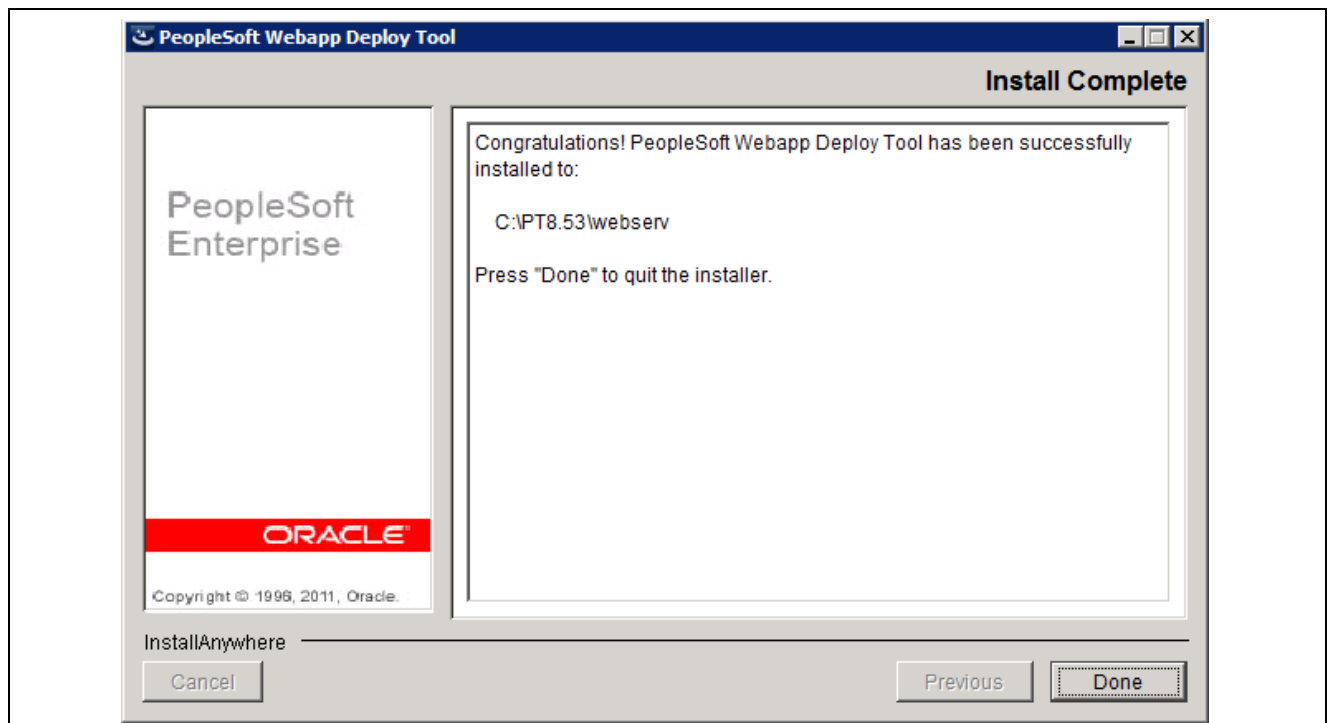 PeopleSoft Webapp Deploy Tool
Install Complete
PeopleSoft
Enterprise
ORACLE
Copyright © 1996, 2011, Oracle.
Congratulations! PeopleSoft Webapp Deploy Tool has been successfully
installed to:
C:\PT8.53\webserv
Press "Done" to quit the installer.
InstallAnywhere
Cancel
Previous
Done